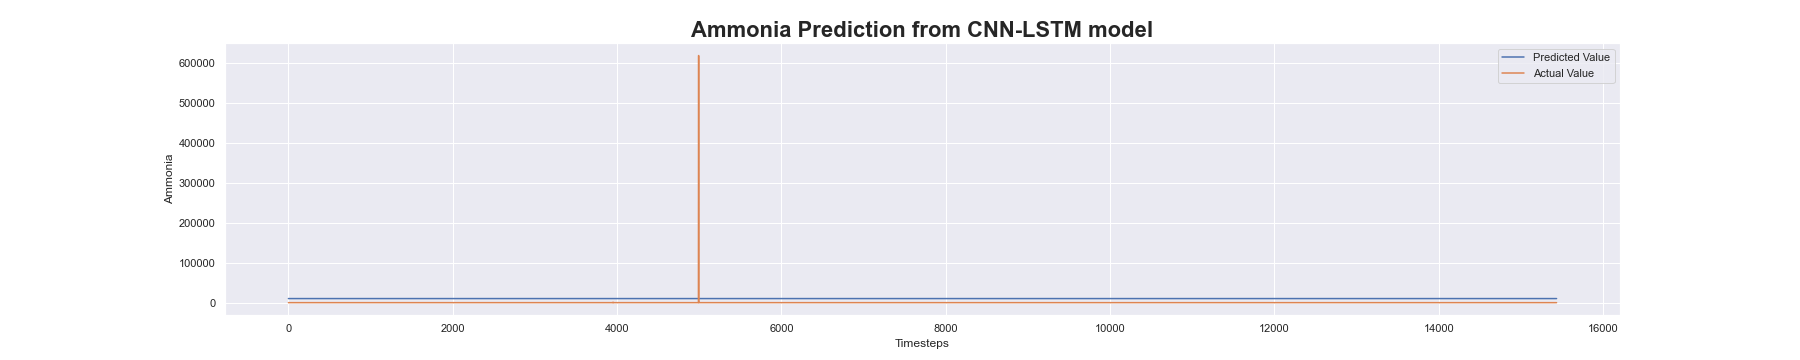 Ammonia Prediction from CNN-LSTM model
Predicted Value
Actual Value
600000
500000
400000
300000
200000
100000
0
Ammonia
0 2000 4000 6000 8000 10000 12000 14000 16000
Timesteps